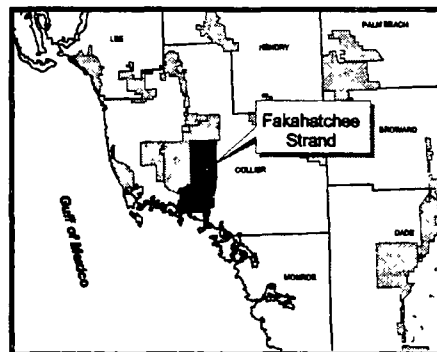 LEE
HENDRY
PALM BEACH
Fakahatchee
Strand
BROWARD
COLLIER
Gulf of Mexico
DADE
MONROE